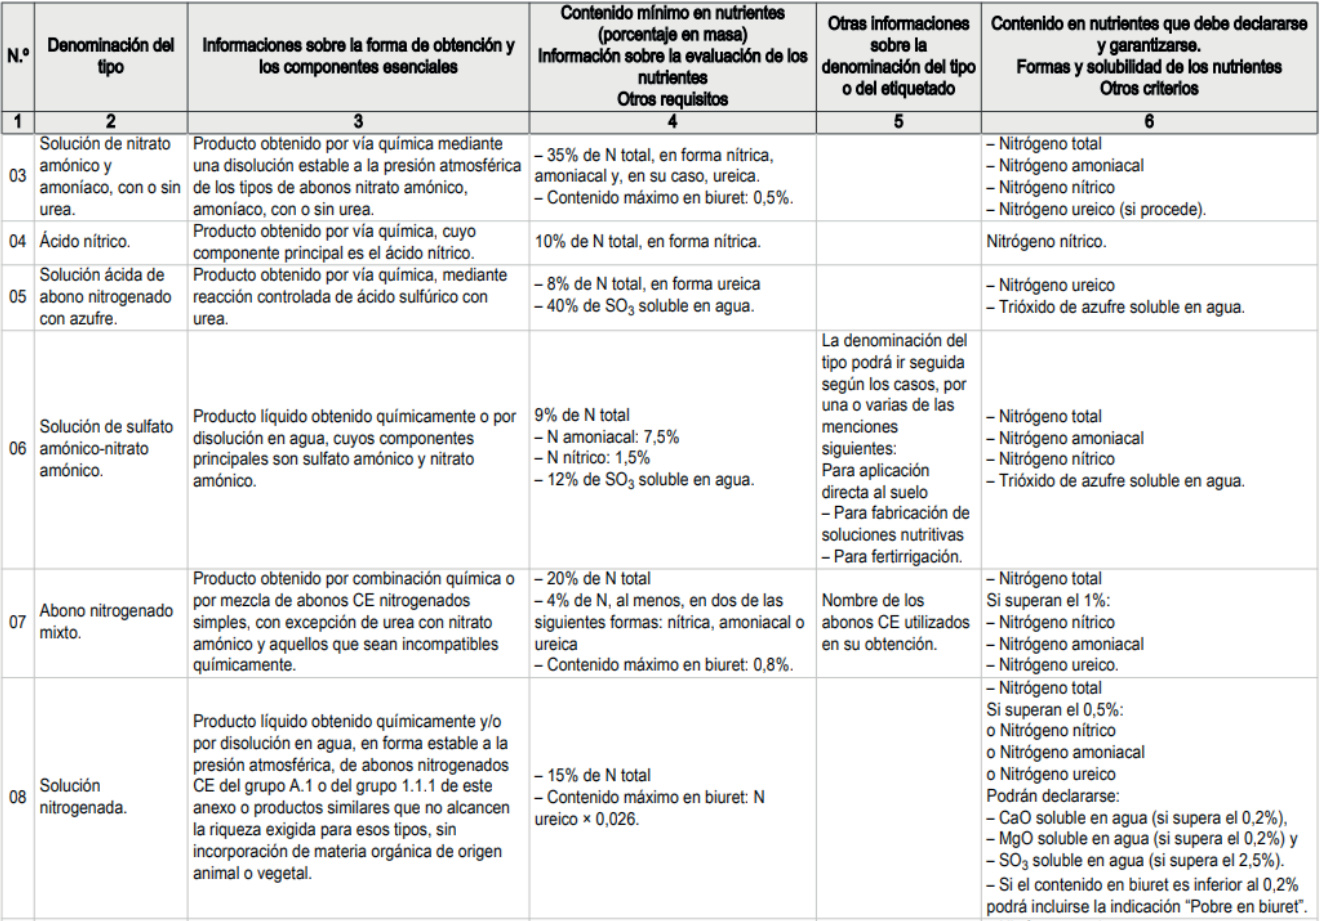 N.º
Denominación del
tipo
Informaciones sobre la forma de obtención y
los componentes esenciales
Contenido mínimo en nutrientes
(porcentaje en masa)
Información sobre la evaluación de los
nutrientes
Otros requisitos
Otras informaciones
sobre la
denominación del tipo
o del etiquetado
Contenido en nutrientes que debe declararse
y garantizarse.
Formas y solubilidad de los nutrientes
Otros criterios
1
2
3
4
5
6
03
Solución de nitrato
amónico y
amoníaco, con o sin
urea.
Producto obtenido por vía química mediante
una disolución estable a la presión atmosférica
de los tipos de abonos nitrato amónico,
amoníaco, con o sin urea.
– 35% de N total, en forma nítrica,
amoniacal y, en su caso, ureica.
– Contenido máximo en biuret: 0,5%.
– Nitrógeno total
– Nitrógeno amoniacal
– Nitrógeno nítrico
– Nitrógeno ureico (si procede).
04
Ácido nítrico.
Producto obtenido por vía química, cuyo
componente principal es el ácido nítrico.
10% de N total, en forma nítrica.
Nitrógeno nítrico.
05
Solución ácida de
abono nitrogenado
con azufre.
Producto obtenido por vía química, mediante
reacción controlada de ácido sulfúrico con
urea.
– 8% de N total, en forma ureica
– 40% de SO3 soluble en agua.
– Nitrógeno ureico
– Trióxido de azufre soluble en agua.
06
Solución de sulfato
amónico-nitrato
amónico.
Producto líquido obtenido químicamente o por
disolución en agua, cuyos componentes
principales son sulfato amónico y nitrato
amónico.
9% de N total
– N amoniacal: 7,5%
– N nítrico: 1,5%
– 12% de SO3 soluble en agua.
La denominación del
tipo podrá ir seguida
según los casos, por
una o varias de las
menciones
siguientes:
Para aplicación
directa al suelo
– Para fabricación de
soluciones nutritivas
– Para fertirrigación.
– Nitrógeno total
– Nitrógeno amoniacal
– Nitrógeno nítrico
– Trióxido de azufre soluble en agua.
07
Abono nitrogenado
mixto.
Producto obtenido por combinación química o
por mezcla de abonos CE nitrogenados
simples, con excepción de urea con nitrato
amónico y aquellos que sean incompatibles
químicamente.
– 20% de N total
– 4% de N, al menos, en dos de las
siguientes formas: nítrica, amoniacal o
ureica
– Contenido máximo en biuret: 0,8%.
Nombre de los
abonos CE utilizados
en su obtención.
– Nitrógeno total
Si superan el 1%:
– Nitrógeno nítrico
– Nitrógeno amoniacal
– Nitrógeno ureico.
08
Solución
nitrogenada.
Producto líquido obtenido químicamente y/o
por disolución en agua, en forma estable a la
presión atmosférica, de abonos nitrogenados
CE del grupo A.1 o del grupo 1.1.1 de este
anexo o productos similares que no alcancen
la riqueza exigida para esos tipos, sin
incorporación de materia orgánica de origen
animal o vegetal.
– 15% de N total
– Contenido máximo en biuret: N
ureico × 0,026.
– Nitrógeno total
Si superan el 0,5%:
o Nitrógeno nítrico
o Nitrógeno amoniacal
o Nitrógeno ureico
Podrán declararse:
– CaO soluble en agua (si supera el 0,2%),
– MgO soluble en agua (si supera el 0,2%) y
– SO3 soluble en agua (si supera el 2,5%).
– Si el contenido en biuret es inferior al 0,2%
podrá incluirse la indicación “Pobre en biuret”.